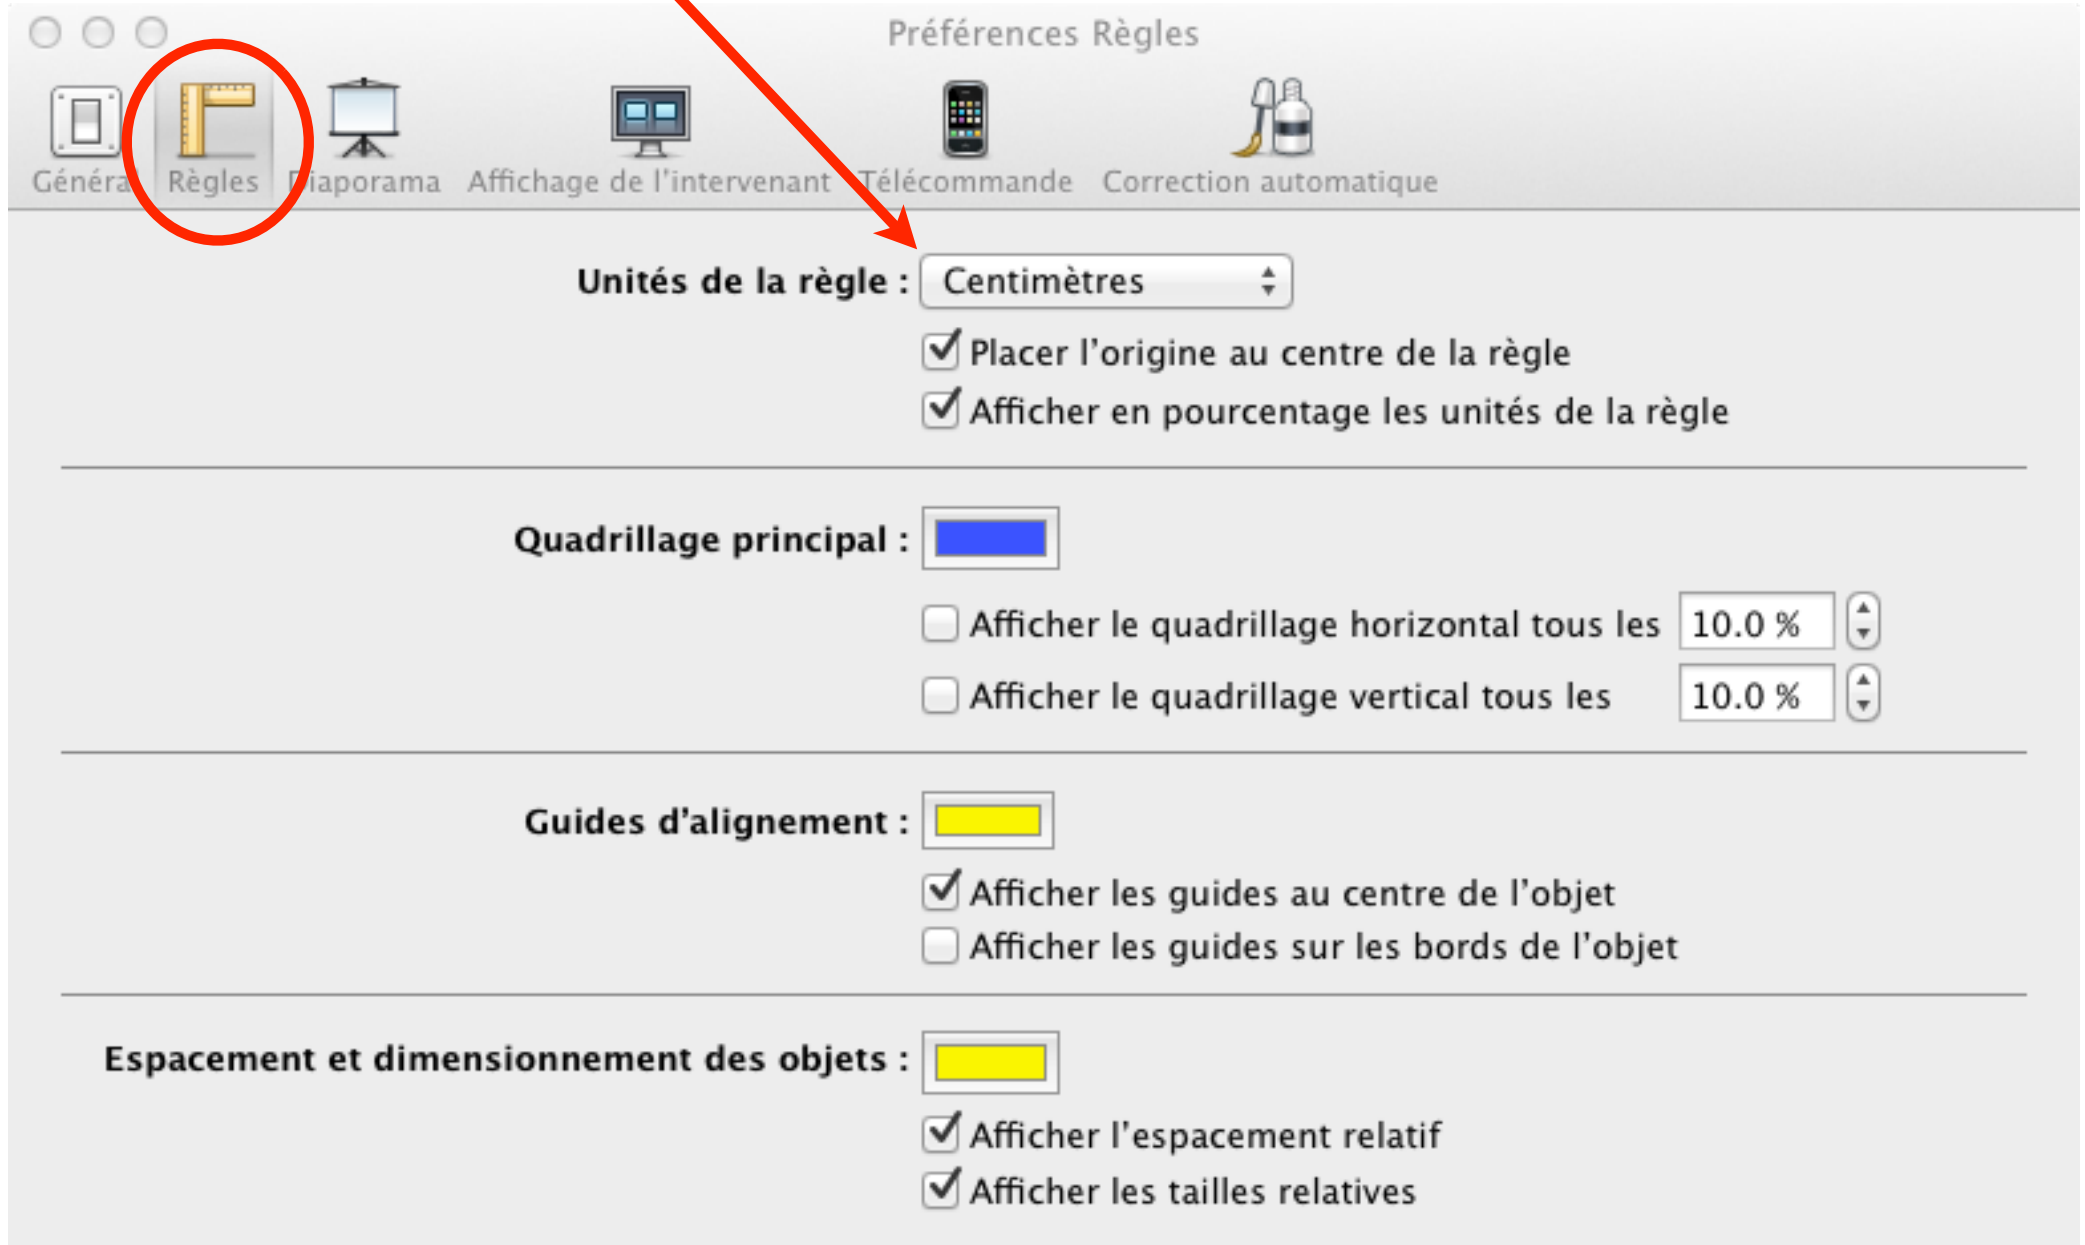 Préférences Règles
Général Règles Diaporama Affichage de l'intervenant Télécommande Correction automatique
Unités de la règle : Centimètres
Placer l'origine au centre de la règle
Afficher en pourcentage les unités de la règle
Quadrillage principal :
Afficher le quadrillage horizontal tous les 10.0 %
Afficher le quadrillage vertical tous les 10.0 %
Guides d'alignement :
Afficher les guides au centre de l'objet
Afficher les guides sur les bords de l'objet
Espacement et dimensionnement des objets :
Afficher l'espacement relatif
Afficher les tailles relatives